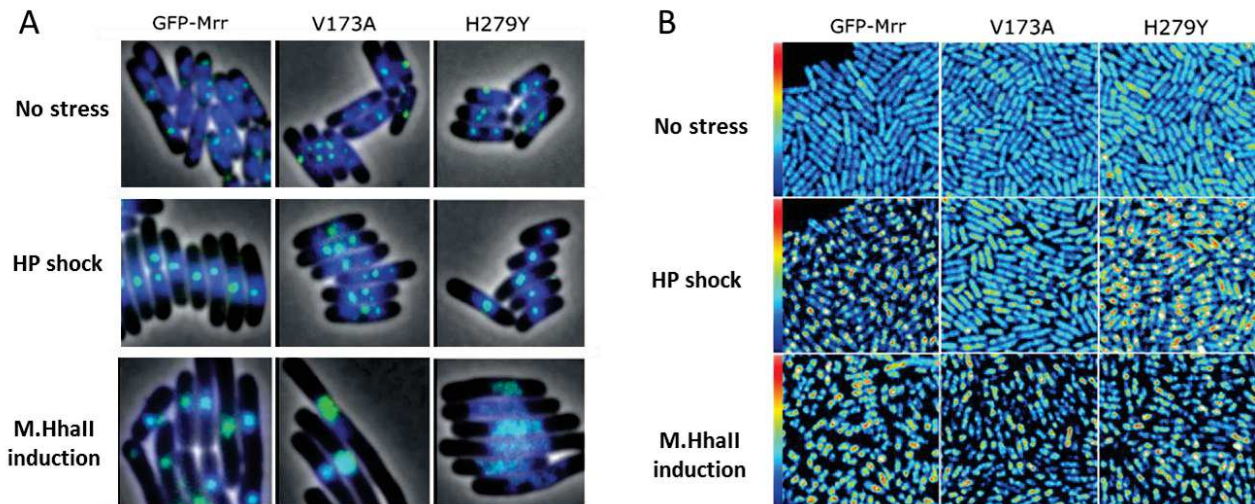 A
GFP-Mrr V173A H279Y
No stress
HP shock
M.HhaII
induction
B
GFP-Mrr V173A H279Y
No stress
HP shock
M.HhaII
induction